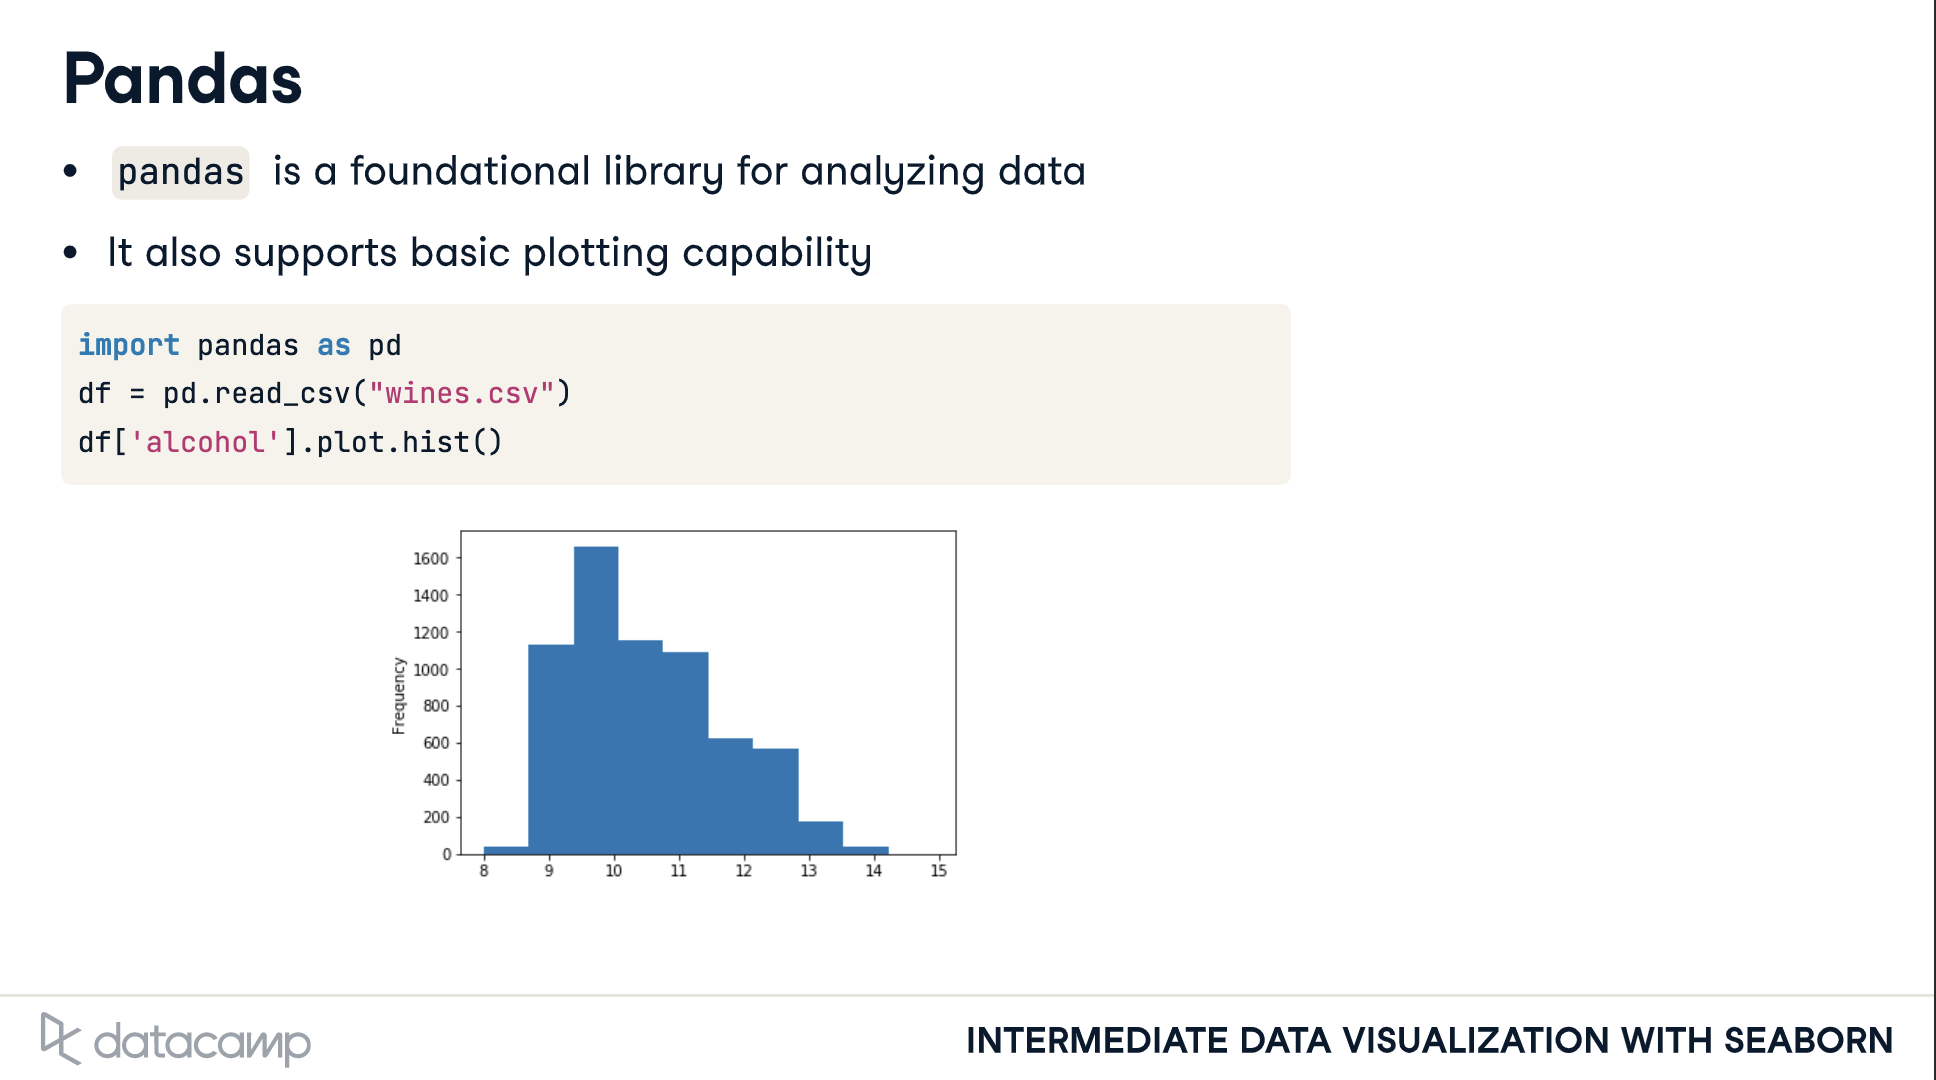 Pandas
• pandas is a foundational library for analyzing data
• It also supports basic plotting capability
import pandas as pd
df = pd.read_csv("wines.csv")
df['alcohol'].plot.hist()
1600
1400
1200
1000
800
600
400
200
0
Frequency
8 9 10 11 12 13 14 15
datacamp
INTERMEDIATE DATA VISUALIZATION WITH SEABORN